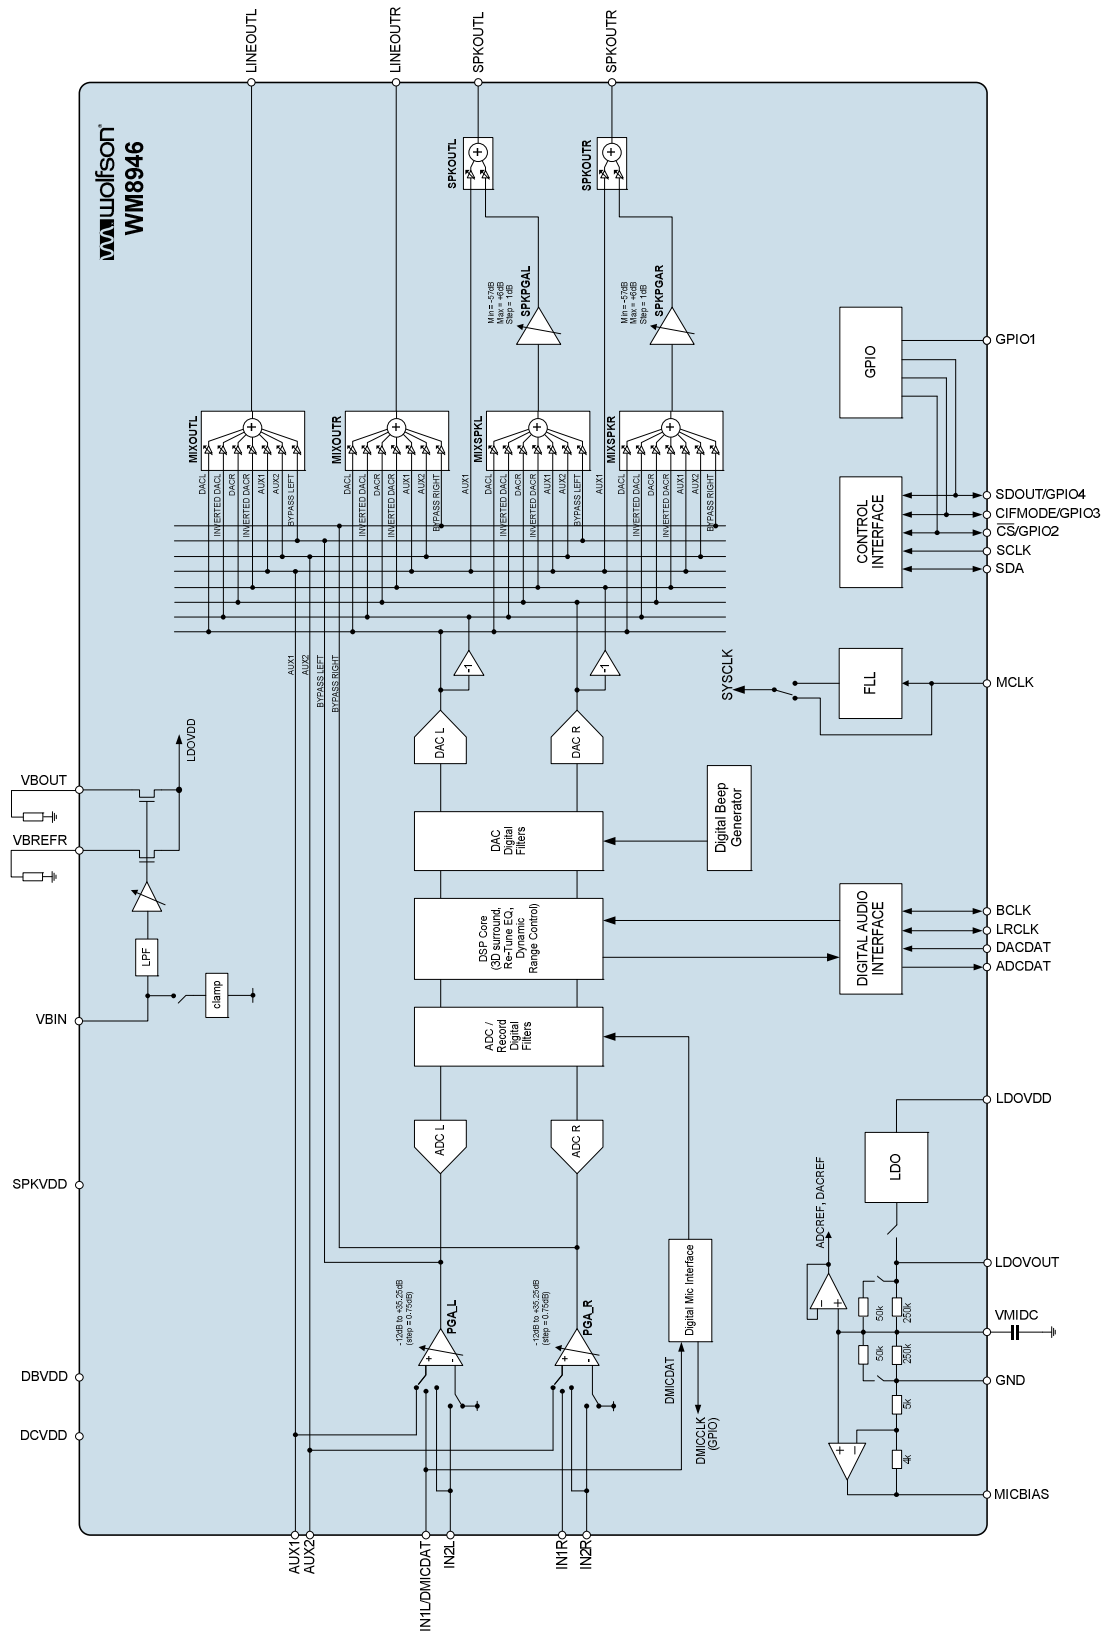 LINEOUTL
LINEOUTR
SPKOUTL
SPKOUTR
wolfson
WM8946
SPKOUTL
SPKOUTR
Min = -57dB
Max = +6dB
Step = 1dB
SPKPGAL
Min = -57dB
Max = +6dB
Step = 1dB
SPKPGAR
GPIO
GPIO1
MIXOUTL
MIXOUTR
MIXSPKL
MIXSPKR
DACL
INVERTED DACL
DACR
INVERTED DACR
AUX1
AUX2
BYPASS LEFT
DACL
INVERTED DACL
DACR
INVERTED DACR
AUX1
AUX2
BYPASS RIGHT
AUX1
DACL
INVERTED DACL
DACR
INVERTED DACR
AUX1
AUX2
BYPASS LEFT
AUX1
DACL
INVERTED DACL
DACR
INVERTED DACR
AUX1
AUX2
BYPASS RIGHT
CONTROL
INTERFACE
SDOUT/GPIO4
CIFMODE/GPIO3
CS/GPIO2
SCLK
SDA
AUX1
AUX2
BYPASS LEFT
BYPASS RIGHT
-1
-1
SYSCLK
FLL
MCLK
DAC L
DAC R
LDOVDD
VBOUT
VBREFR
LPF
clamp
VBIN
DAC
Digital
Filters
Digital Beep
Generator
DSP Core
(3D surround,
Re-Tune EQ,
Dynamic
Range Control)
DIGITAL AUDIO
INTERFACE
BCLK
LRCLK
DACDAT
ADCDAT
ADC /
Record
Digital
Filters
ADC L
ADC R
LDOVDD
LDO
SPKVDD
ADCREF, DACREF
Digital Mic Interface
LDOVOUT
50k
250k
VMIDC
50k
250k
GND
5k
4k
MICBIAS
-12dB to +35.25dB
(step = 0.75dB)
PGA_L
-12dB to +35.25dB
(step = 0.75dB)
PGA_R
+
-
+
-
DMICDAT
DMICCLK
(GPIO)
DBVDD
DCVDD
AUX1
AUX2
IN1L/DMICDAT
IN2L
IN1R
IN2R